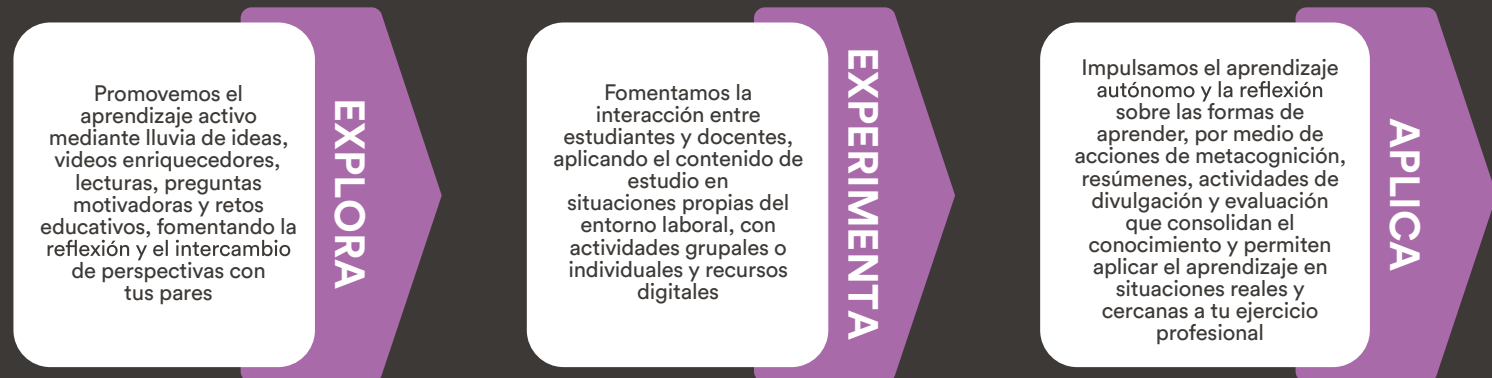 Promovemos el
aprendizaje activo
mediante lluvia de ideas,
videos enriquecedores,
lecturas, preguntas
motivadoras y retos
educativos, fomentando la
reflexión y el intercambio
de perspectivas con
tus pares
EXPLORA
Fomentamos la
interacción entre
estudiantes y docentes,
aplicando el contenido de
estudio en
situaciones propias del
entorno laboral, con
actividades grupales o
individuales y recursos
digitales
EXPERIMENTA
Impulsamos el aprendizaje
autónomo y la reflexión
sobre las formas de
aprender, por medio de
acciones de metacognición,
resúmenes, actividades de
divulgación y evaluación
que consolidan el
conocimiento y permiten
aplicar el aprendizaje en
situaciones reales y
cercanas a tu ejercicio
profesional
APLICA